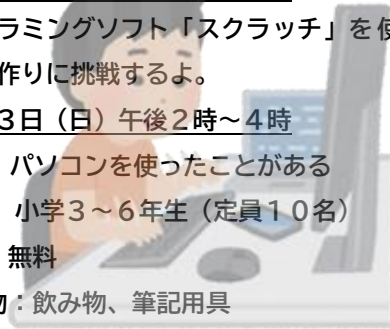 ラミングソフト「スクラッチ」を使
作りに挑戦するよ。
3日（日）午後2時～4時
パソコンを使ったことがある
小学3～6年生（定員10名）
無料
物：飲み物、筆記用具